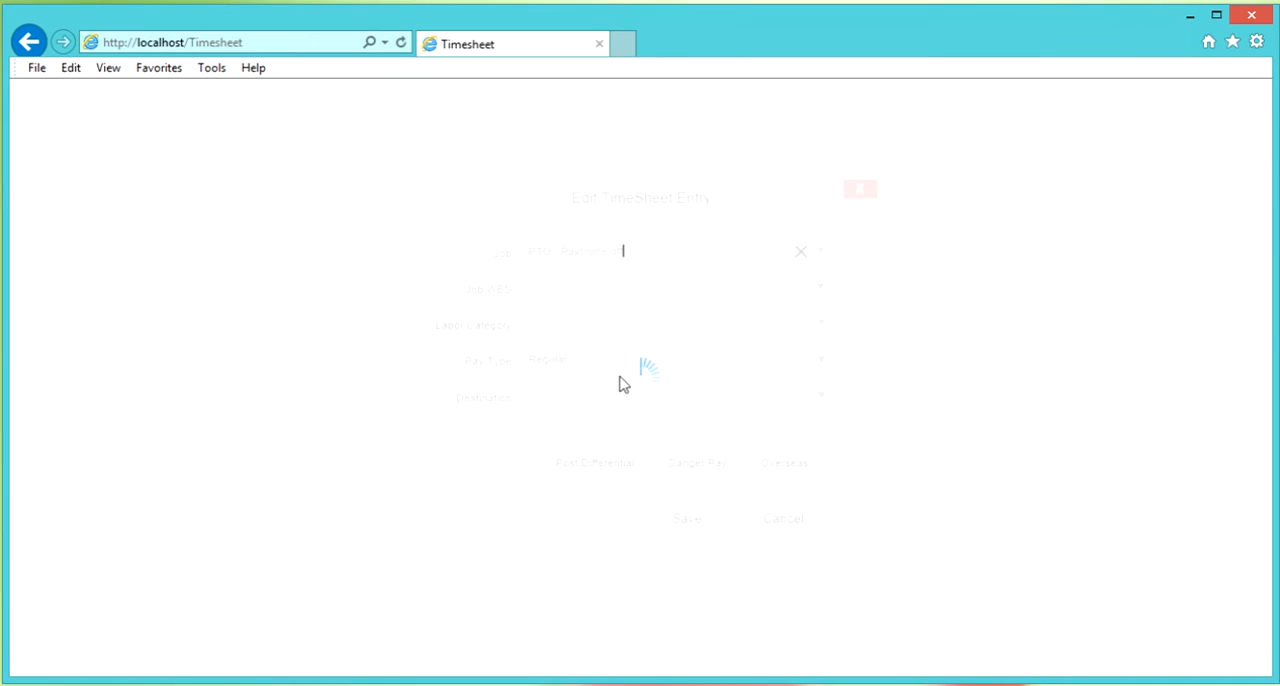 http://localhost/Timesheet
Timesheet
File Edit View Favorites Tools Help
Edit TimeSheet Entry
X
Job
Job WBS
Labor Category
Pay Type Regular
Destination
Post Differential Danger Pay Overseas
Save Cancel